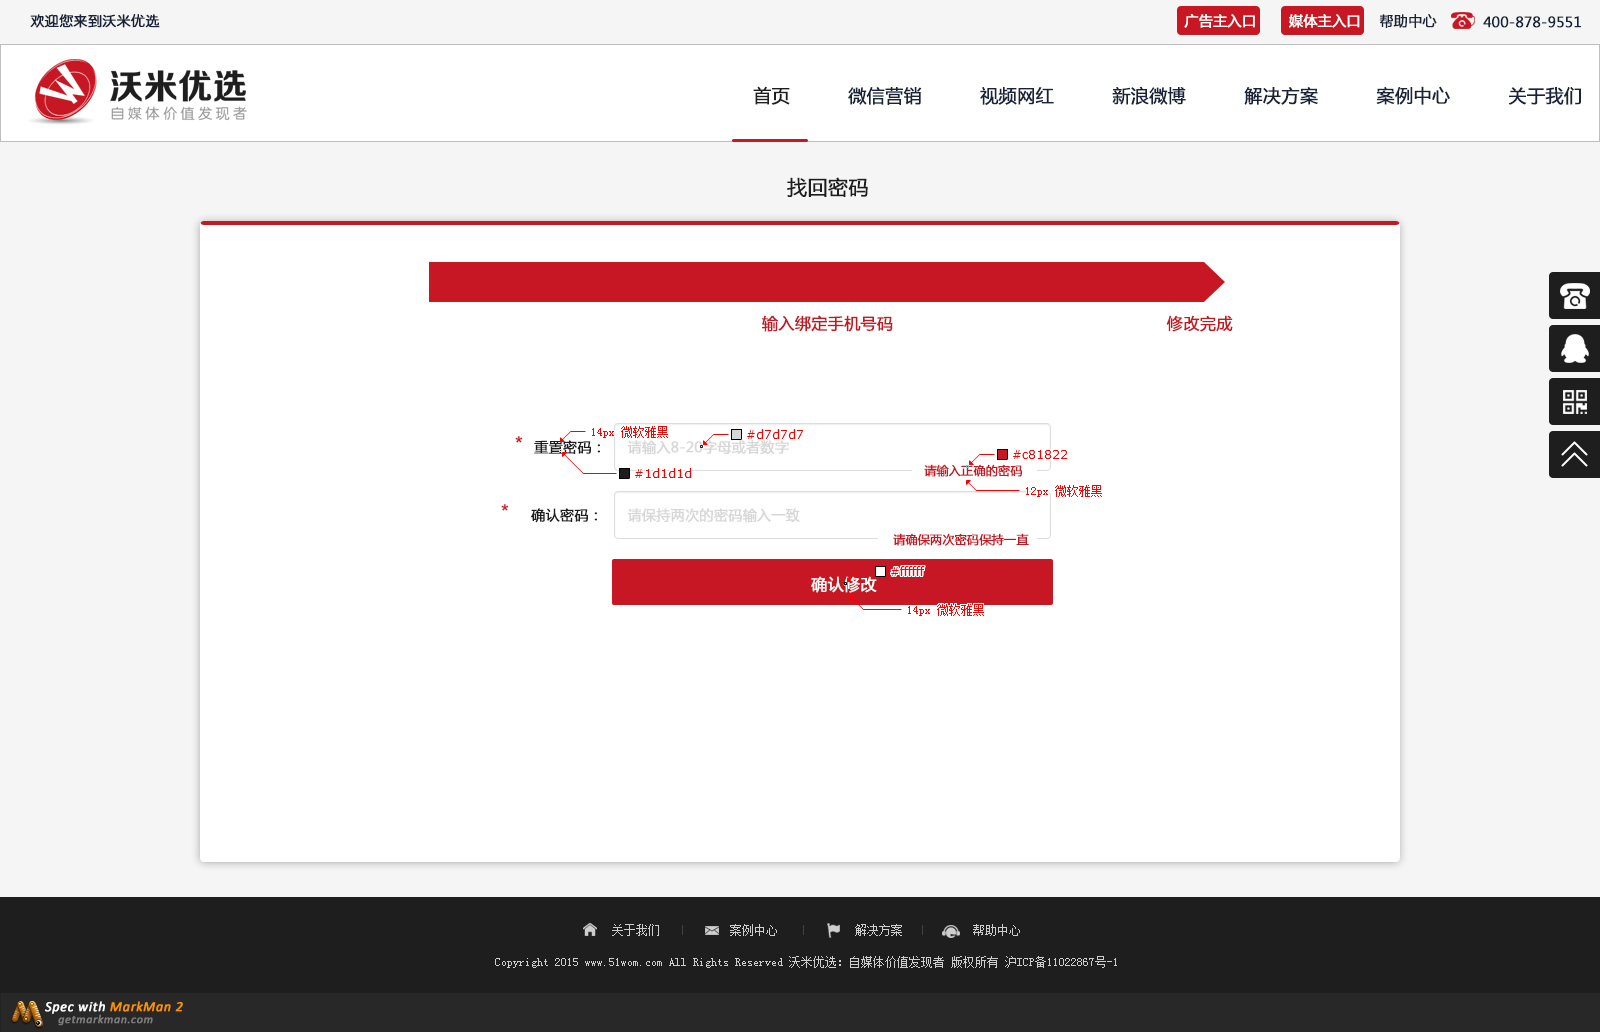 欢迎您来到沃米优选
广告主入口 媒体主入口 帮助中心 400-878-9551
沃米优选
自媒体价值发现者
首页 微信营销 视频网红 新浪微博 解决方案 案例中心 关于我们
找回密码
输入绑定手机号码 修改完成
14px 微软雅黑 #d7d7d7
* 重置密码： 请输入8-20字母或者数字
#c81822
请输入正确的密码
#1d1d1d
12px 微软雅黑
* 确认密码： 请保持两次的密码输入一致
请确保两次密码保持一直
#ffffff
确认修改
14px 微软雅黑
关于我们 案例中心 解决方案 帮助中心
Copyright 2015 www.51wom.com All Rights Reserved 沃米优选：自媒体价值发现者 版权所有 沪ICP备11022867号-1
Spec with MarkMan 2
getmarkman.com